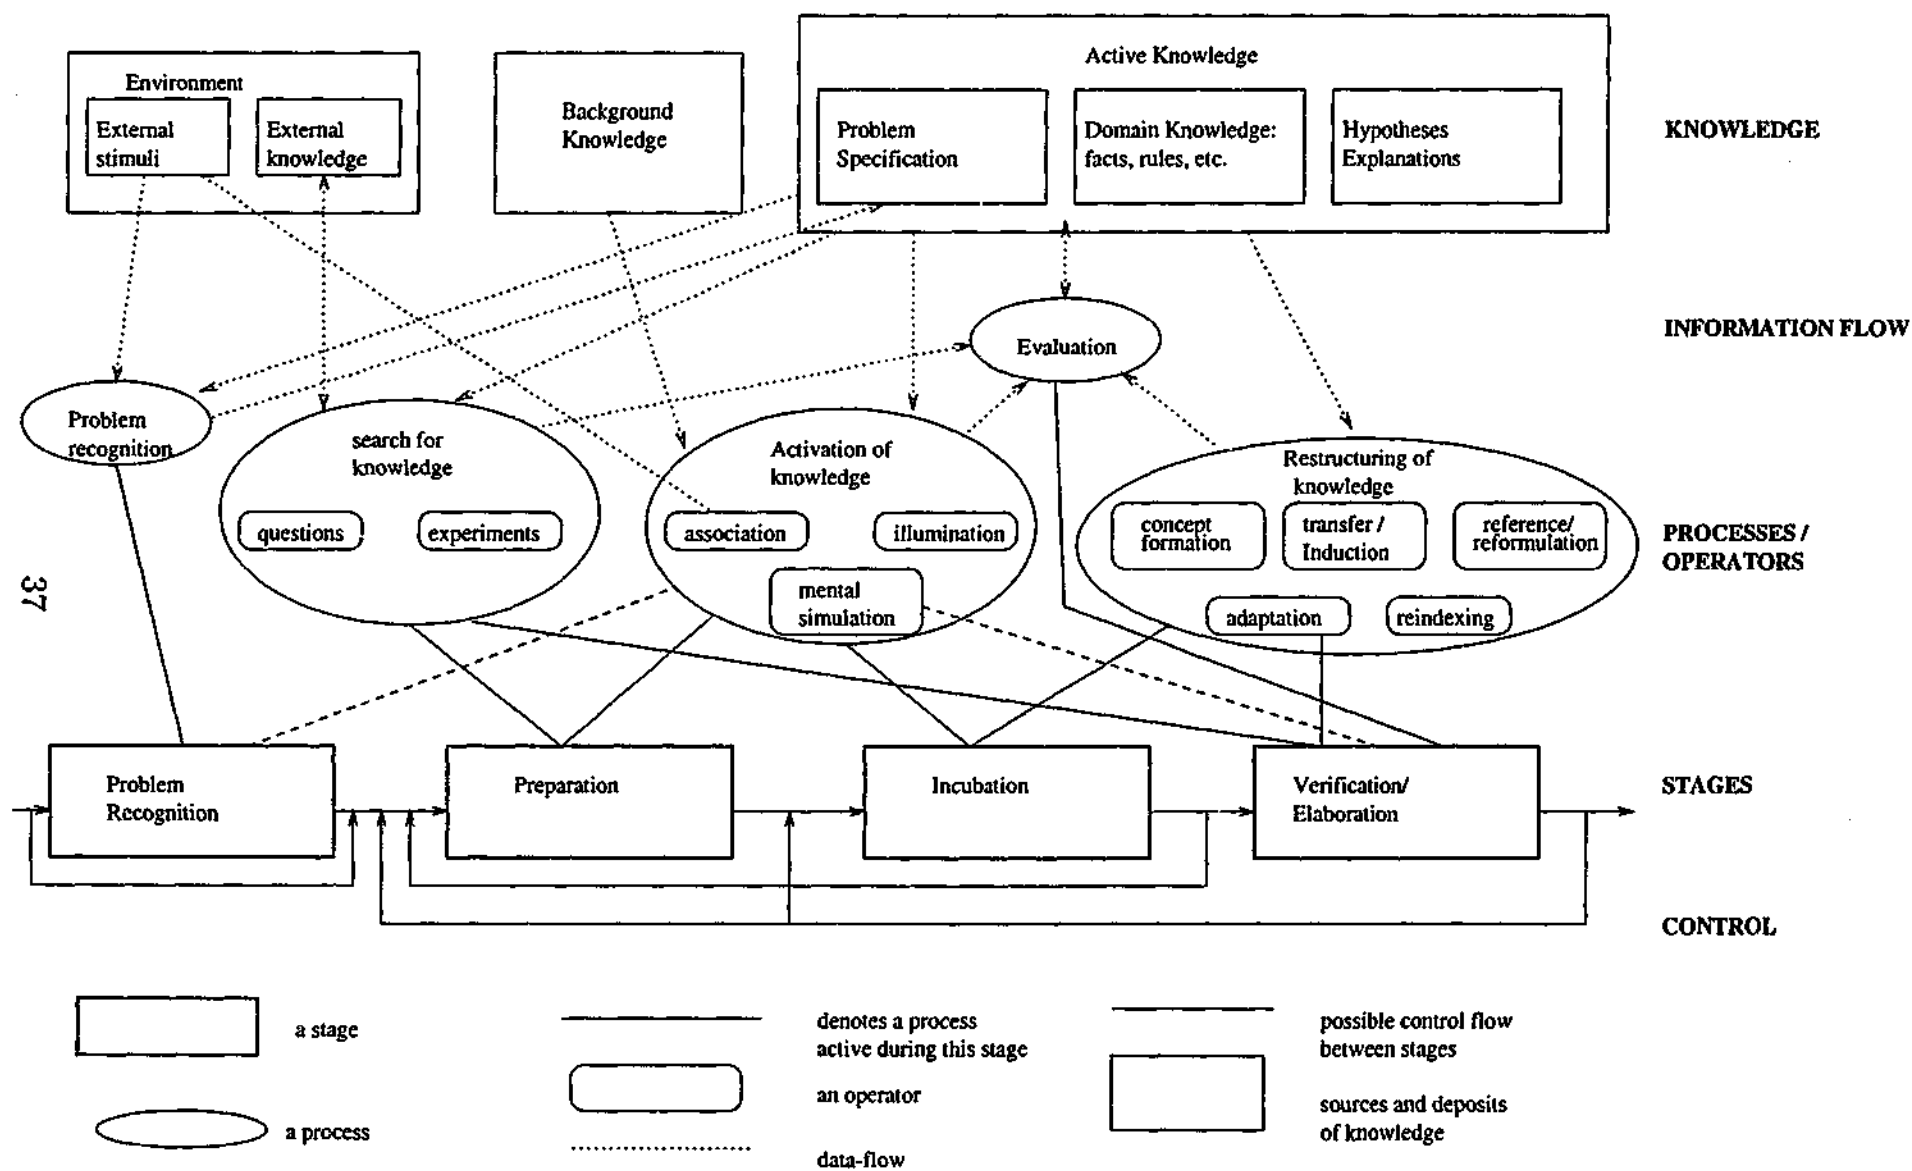 Active Knowledge
Environment
External
stimuli
External
knowledge
Background
Knowledge
Problem
Specification
Domain Knowledge:
facts, rules, etc.
Hypotheses
Explanations
KNOWLEDGE
INFORMATION FLOW
Evaluation
Problem
recognition
search for
knowledge
questions
experiments
Activation of
knowledge
association
illumination
mental
simulation
Restructuring of
knowledge
concept
formation
transfer /
Induction
reference/
reformulation
adaptation
reindexing
PROCESSES /
OPERATORS
37
Problem
Recognition
Preparation
Incubation
Verification/
Elaboration
STAGES
CONTROL
a stage
denotes a process
active during this stage
possible control flow
between stages
an operator
sources and deposits
of knowledge
a process
data-flow